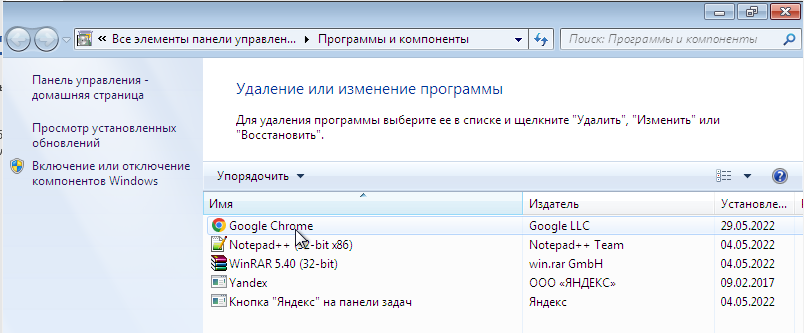 « Все элементы панели управлен... ▸ Программы и компоненты
Поиск: Программы и компоненты
Панель управления -
домашняя страница
Просмотр установленных
обновлений
Включение или отключение
компонентов Windows
Удаление или изменение программы
Для удаления программы выберите ее в списке и щелкните "Удалить", "Изменить" или
"Восстановить".
Упорядочить
Имя Издатель Установле...
Google Chrome Google LLC 29.05.2022
Notepad++ (32-bit x86) Notepad++ Team 04.05.2022
WinRAR 5.40 (32-bit) win.rar GmbH 04.05.2022
Yandex ООО «ЯНДЕКС» 09.02.2017
Кнопка "Яндекс" на панели задач Яндекс 04.05.2022